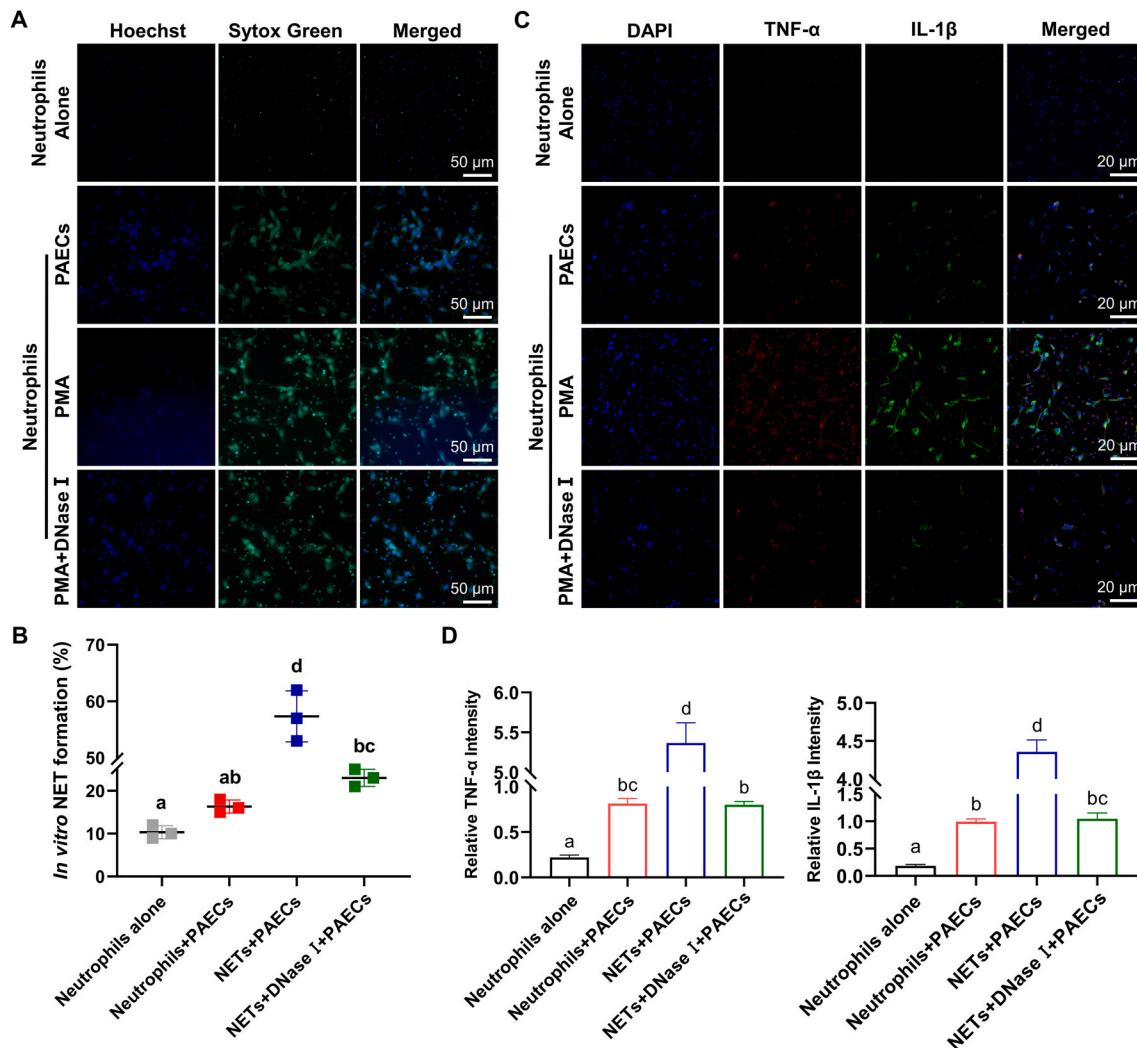 A
Hoechst Sytox Green Merged
Neutrophils
Alone
50 μm
Neutrophils
PAECs
50 μm
PMA
50 μm
PMA+DNase I
50 μm
C
DAPI TNF-α IL-1β Merged
Neutrophils
Alone
20 μm
Neutrophils
PAECs
20 μm
PMA
20 μm
PMA+DNase I
20 μm
B
In vitro NET formation (%)
70
60
50
20
10
0
a
ab
d
bc
Neutrophils alone
Neutrophils+PAECs
NETs+PAECs
NETs+DNase I+PAECs
D
Relative TNF-α Intensity
6.0
5.5
5.0
1.0
0.5
0.0
a
bc
d
b
Neutrophils alone
Neutrophils+PAECs
NETs+PAECs
NETs+DNase I+PAECs
Relative IL-1β Intensity
5.0
4.5
4.0
1.5
1.0
0.5
0.0
a
b
d
bc
Neutrophils alone
Neutrophils+PAECs
NETs+PAECs
NETs+DNase I+PAECs